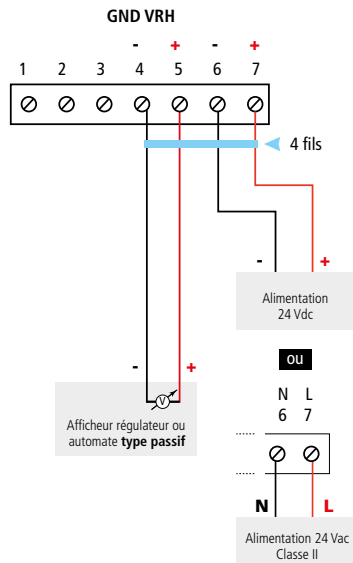 GND VRH
- + - +
1 2 3 4 5 6 7
4 fils
- +
Alimentation
24 Vdc
ou
- +
V
Afficheur régulateur ou
automate type passif
N L
6 7
N L
Alimentation 24 Vac
Classe II